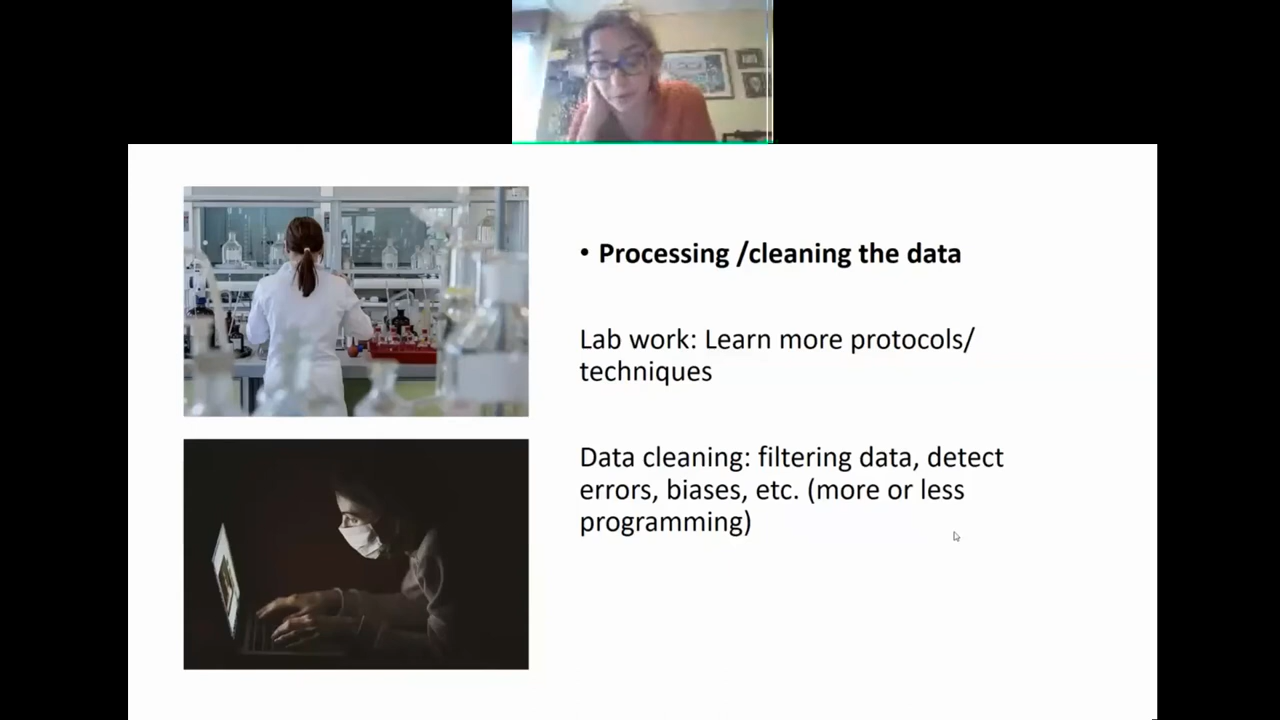 • Processing /cleaning the data
Lab work: Learn more protocols/
techniques
Data cleaning: filtering data, detect
errors, biases, etc. (more or less
programming)